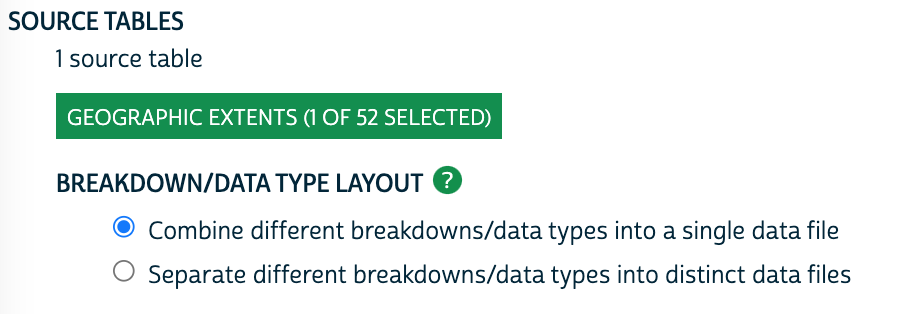 SOURCE TABLES
1 source table
GEOGRAPHIC EXTENTS (1 OF 52 SELECTED)
BREAKDOWN/DATA TYPE LAYOUT ?
Combine different breakdowns/data types into a single data file
Separate different breakdowns/data types into distinct data files